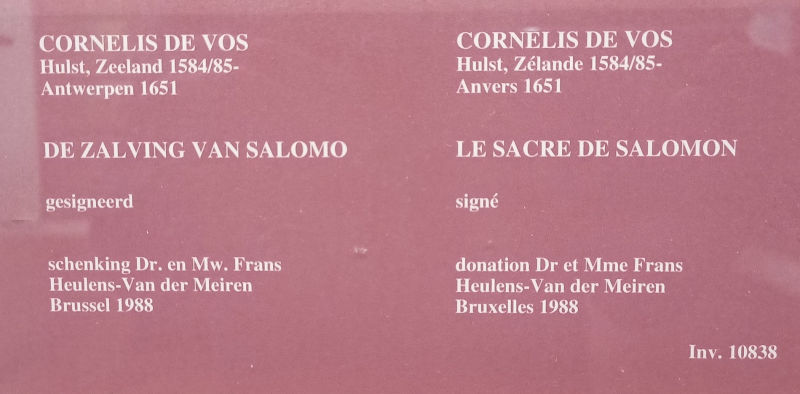 CORNELIS DE VOS
Hulst, Zeeland 1584/85-
Antwerpen 1651
DE ZALVING VAN SALOMO
gesigneerd
schenking Dr. en Mw. Frans
Heulens-Van der Meiren
Brussel 1988
CORNELIS DE VOS
Hulst, Zélande 1584/85-
Anvers 1651
LE SACRE DE SALOMON
signé
donation Dr et Mme Frans
Heulens-Van der Meiren
Bruxelles 1988
Inv. 10838